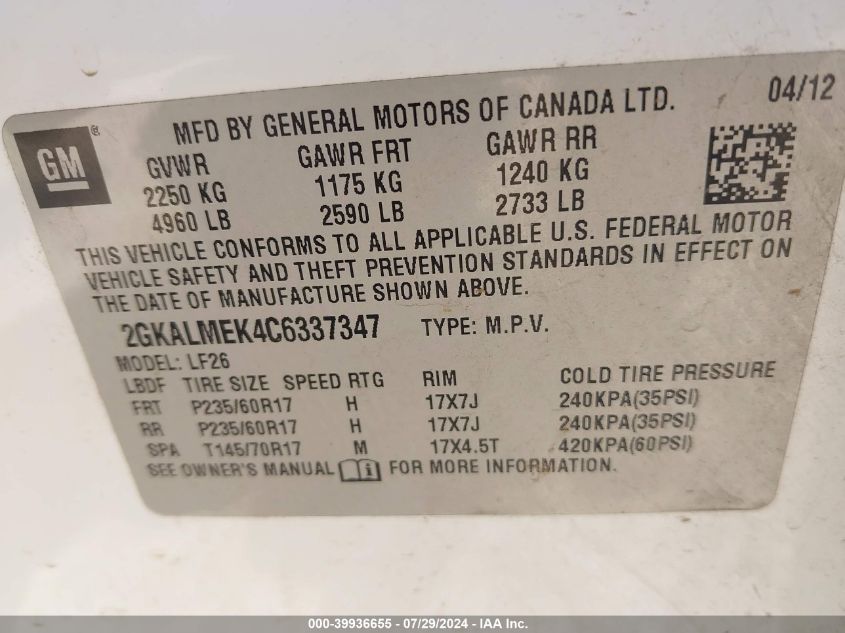 04/12
MFD BY GENERAL MOTORS OF CANADA LTD.
GM ®
GVWR GAWR FRT GAWR RR
2250 KG 1175 KG 1240 KG
4960 LB 2590 LB 2733 LB
THIS VEHICLE CONFORMS TO ALL APPLICABLE U.S. FEDERAL MOTOR
VEHICLE SAFETY AND THEFT PREVENTION STANDARDS IN EFFECT ON
THE DATE OF MANUFACTURE SHOWN ABOVE.
2GKALMEK4C6337347 TYPE: M.P.V.
MODEL: LF26
LBDF TIRE SIZE SPEED RTG RIM COLD TIRE PRESSURE
FRT P235/60R17 H 17X7J 240KPA(35PSI)
RR P235/60R17 H 17X7J 240KPA(35PSI)
SPA T145/70R17 M 17X4.5T 420KPA(60PSI)
SEE OWNER'S MANUAL i FOR MORE INFORMATION.
000-39936655 - 07/29/2024 - IAA Inc.